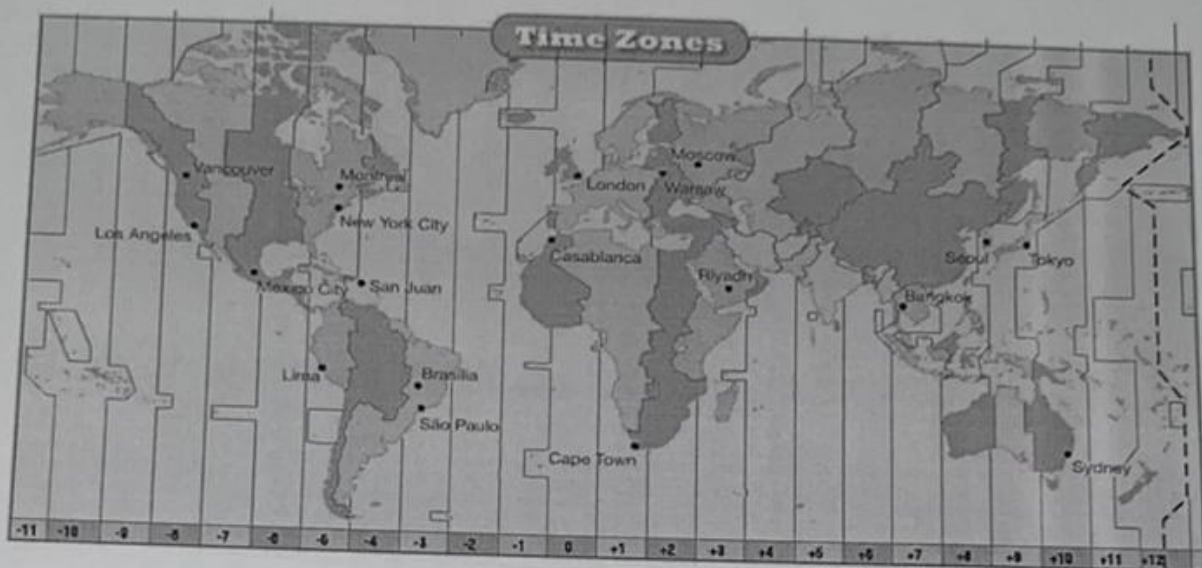 Time Zones
Vancouver
Montreal
Moscow
London
Warsaw
Los Angeles
New York City
Casablanca
Seoul
Tokyo
Mexico City
San Juan
Riyadh
Bangkok
Lima
Brasilia
São Paulo
Cape Town
Sydney
-11 -10 -9 -8 -7 -6 -5 -4 -3 -2 -1 0 +1 +2 +3 +4 +5 +6 +7 +8 +9 +10 +11 +12